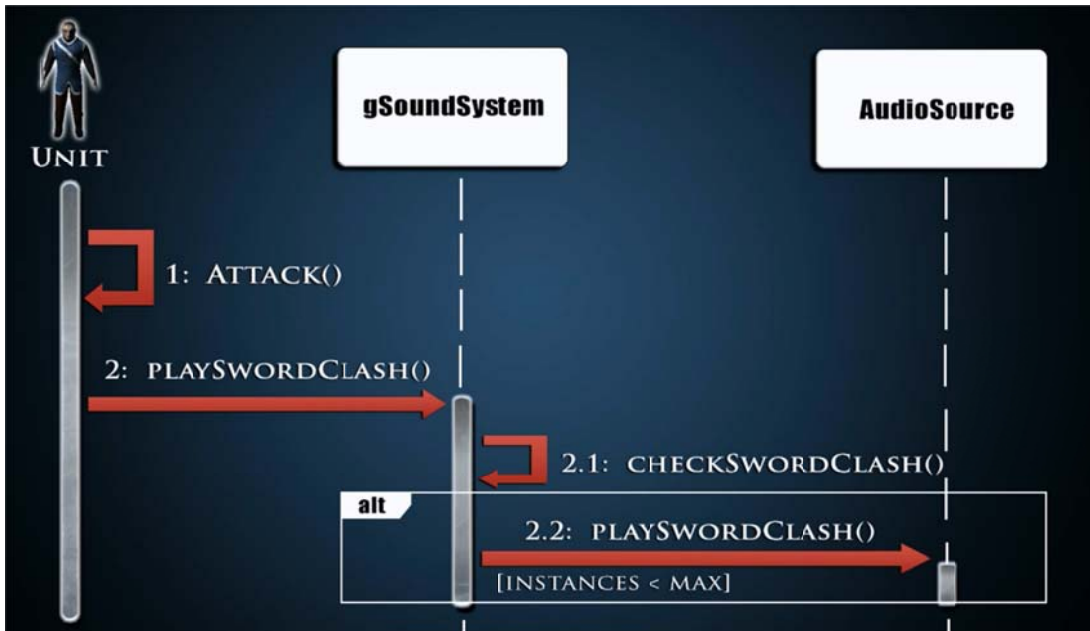 gSoundSystem
AudioSource
UNIT
1: ATTACK()
2: PLAYSWORDCLASH()
2.1: CHECKSWORDCLASH()
alt
2.2: PLAYSWORDCLASH()
[INSTANCES < MAX]